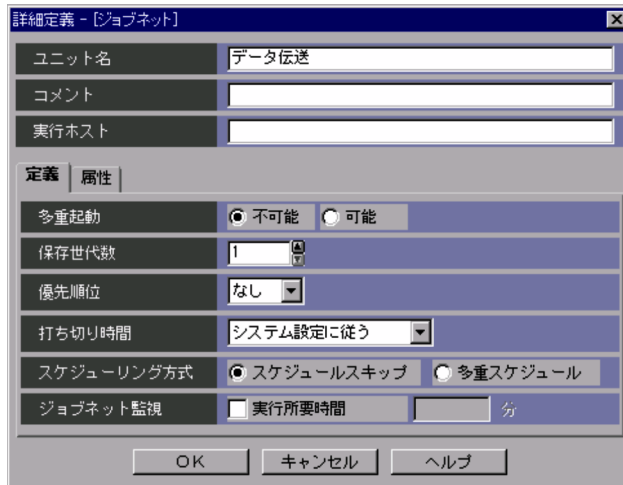 詳細定義 - [ジョブネット]
ユニット名 データ伝送
コメント
実行ホスト
定義 属性
多重起動 不可能 可能
保存世代数 1
優先順位 なし
打ち切り時間 システム設定に従う
スケジューリング方式 スケジュールスキップ 多重スケジュール
ジョブネット監視 実行所要時間 分
OK キャンセル ヘルプ